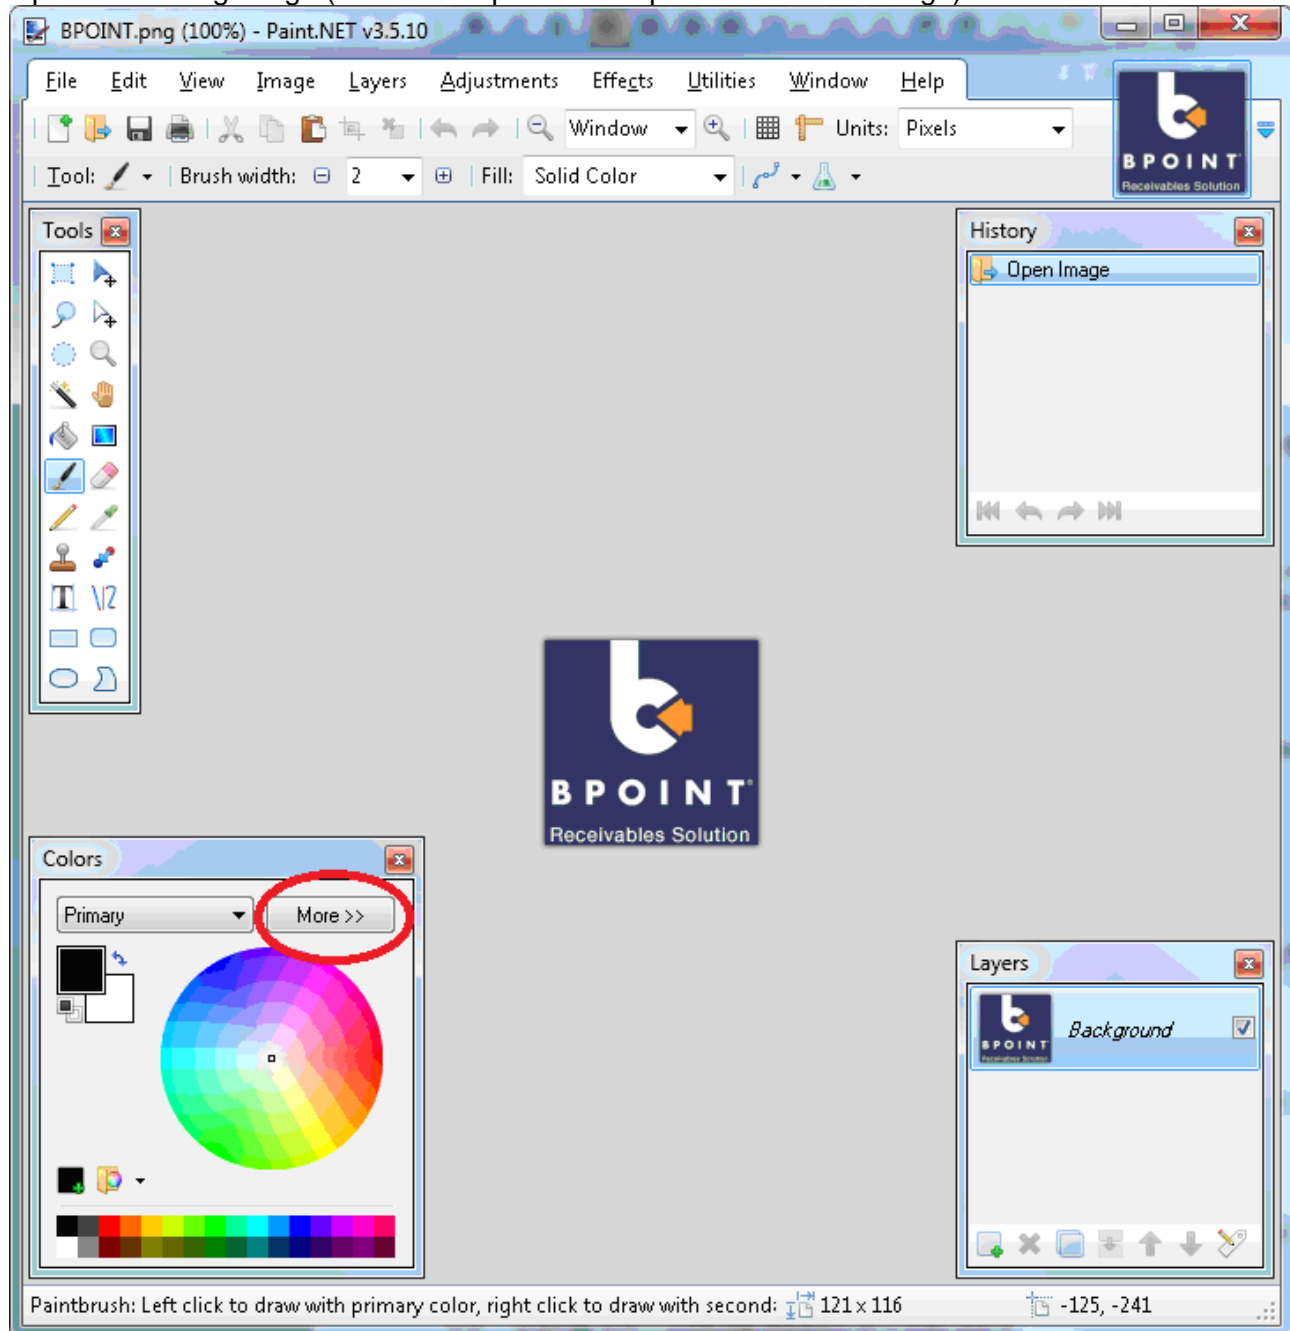 BPOINT.png (100%) - Paint.NET v3.5.10
File Edit View Image Layers Adjustments Effects Utilities Window Help
Window Units: Pixels
Tool: Brush width: 2 Fill: Solid Color
BPOINT
Receivables Solution
Tools
History
Open Image
BPOINT
Receivables Solution
Colors
Primary More >>
Layers
BPOINT
Background
Paintbrush: Left click to draw with primary color, right click to draw with second: 121 x 116 -125, -241